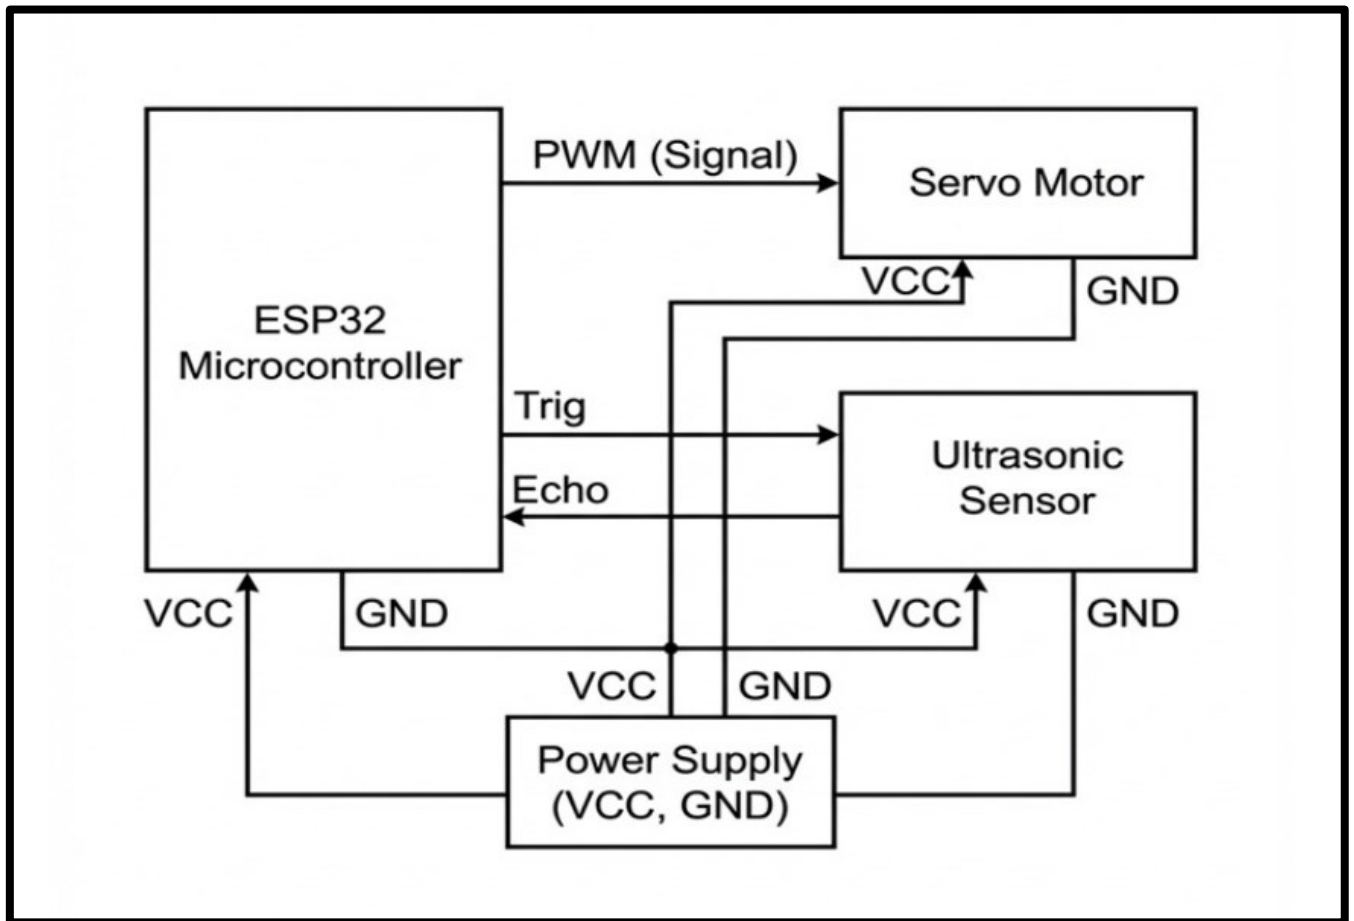 PWM (Signal)
Servo Motor
VCC
GND
ESP32
Microcontroller
Trig
Echo
Ultrasonic
Sensor
VCC
GND
VCC
GND
VCC
GND
Power Supply
(VCC, GND)